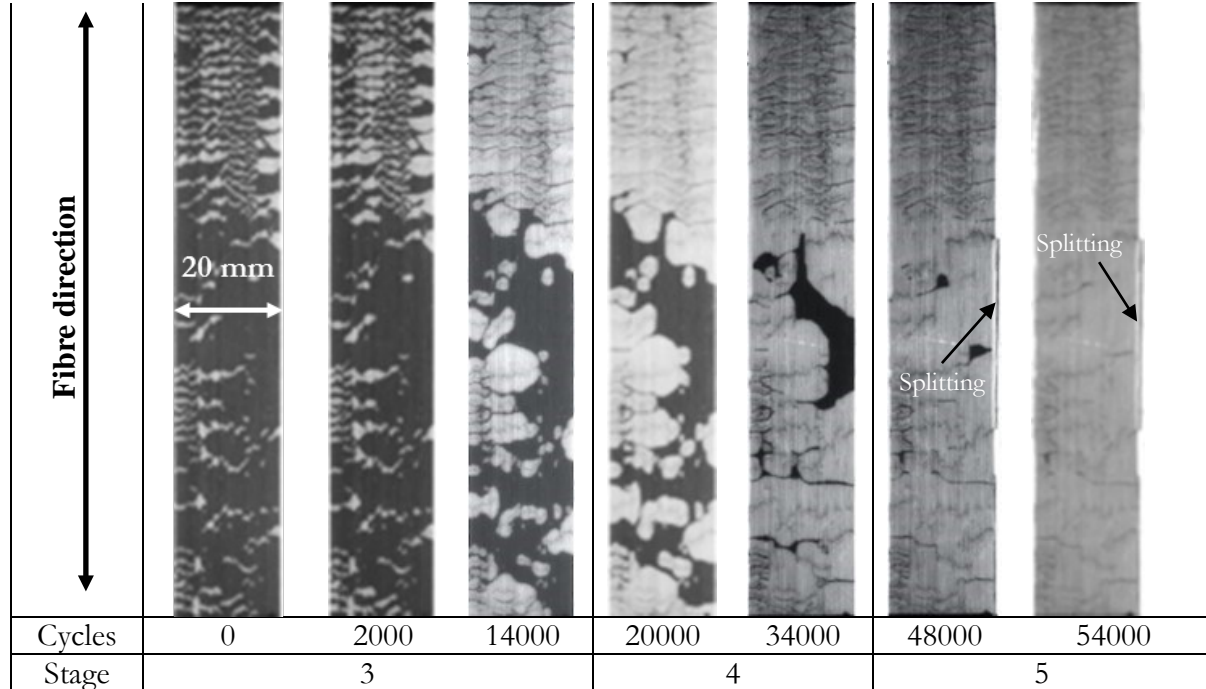 Fibre direction
20 mm
Splitting
Splitting
Cycles 0 2000 14000 20000 34000 48000 54000
Stage 3 4 5